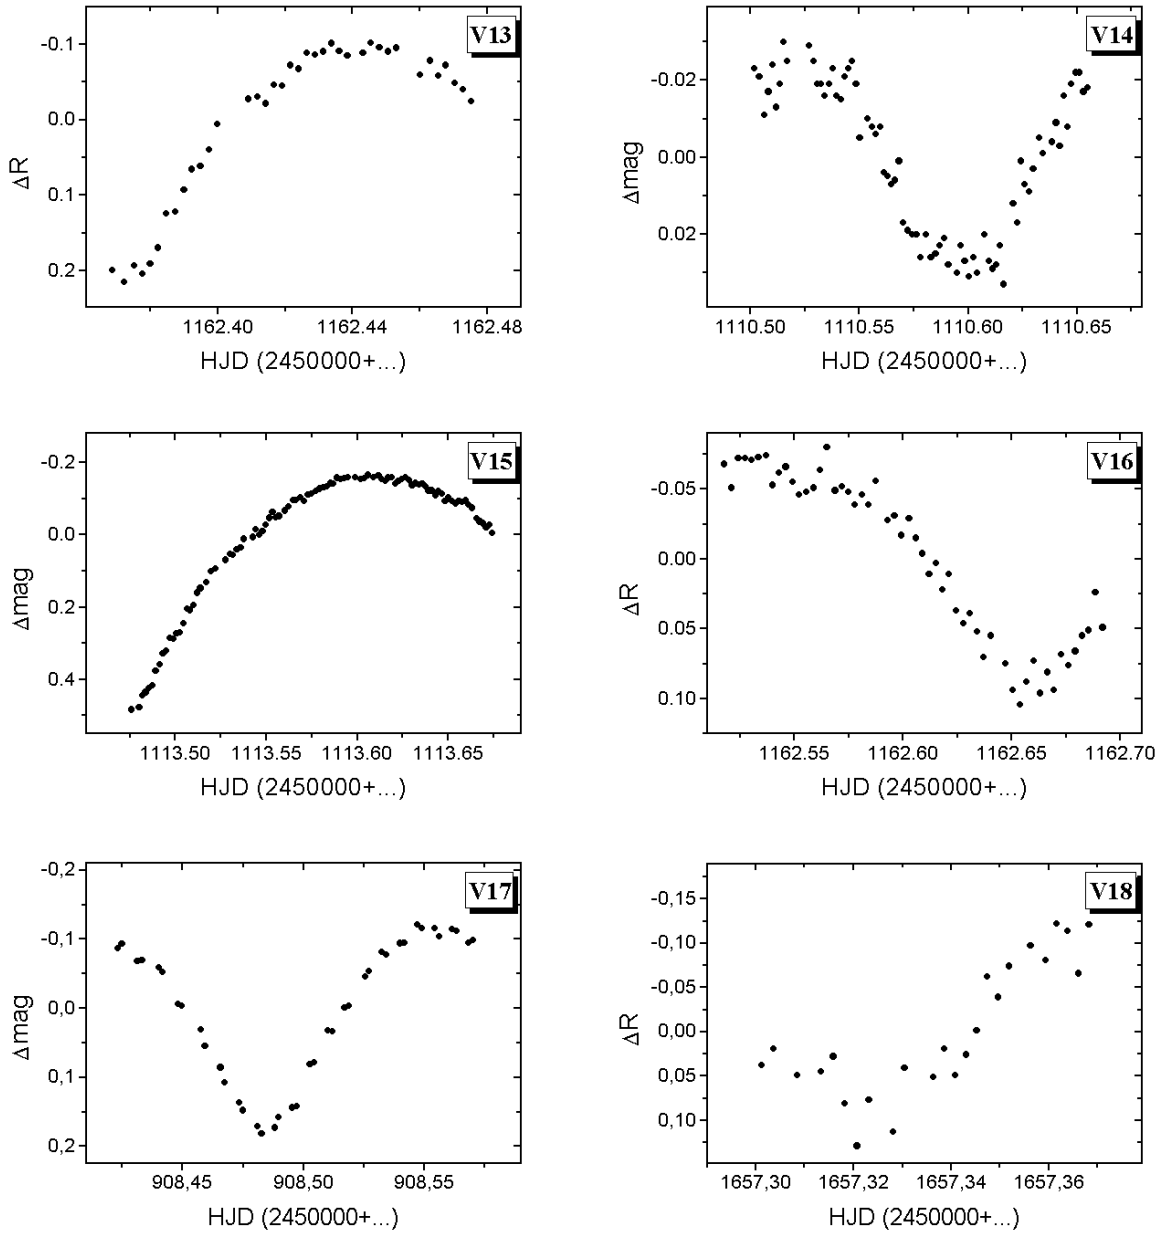 V13
-0.1
0.0
0.1
0.2
ΔR
1162.40
1162.44
1162.48
HJD (2450000+...)
V14
-0.02
0.00
0.02
Δmag
1110.50
1110.55
1110.60
1110.65
HJD (2450000+...)
V15
-0.2
0.0
0.2
0.4
Δmag
1113.50
1113.55
1113.60
1113.65
HJD (2450000+...)
V16
-0.05
0.00
0.05
0.10
ΔR
1162.55
1162.60
1162.65
1162.70
HJD (2450000+...)
V17
-0,2
-0,1
0,0
0,1
0,2
Δmag
908,45
908,50
908,55
HJD (2450000+...)
V18
-0,15
-0,10
-0,05
0,00
0,05
0,10
ΔR
1657,30
1657,32
1657,34
1657,36
HJD (2450000+...)